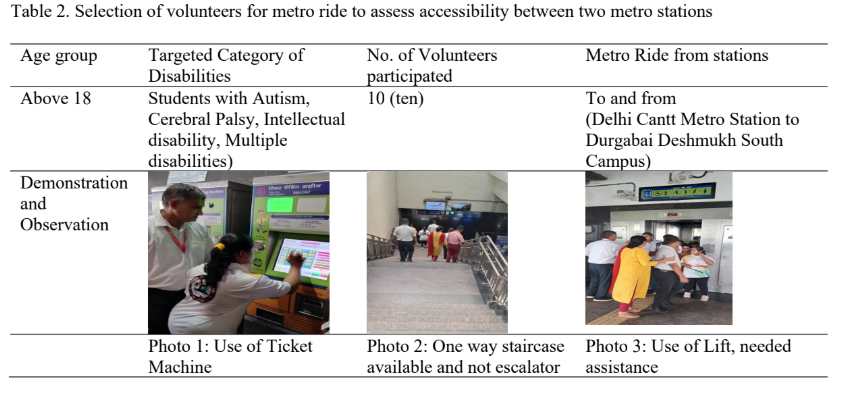 Table 2. Selection of volunteers for metro ride to assess accessibility between two metro stations
Age group
Targeted Category of
Disabilities
No. of Volunteers
participated
Metro Ride from stations
Above 18
Students with Autism,
Cerebral Palsy, Intellectual
disability, Multiple
disabilities)
10 (ten)
To and from
(Delhi Cantt Metro Station to
Durgabai Deshmukh South
Campus)
Demonstration
and
Observation
Photo 1: Use of Ticket
Machine
Photo 2: One way staircase
available and not escalator
Photo 3: Use of Lift, needed
assistance